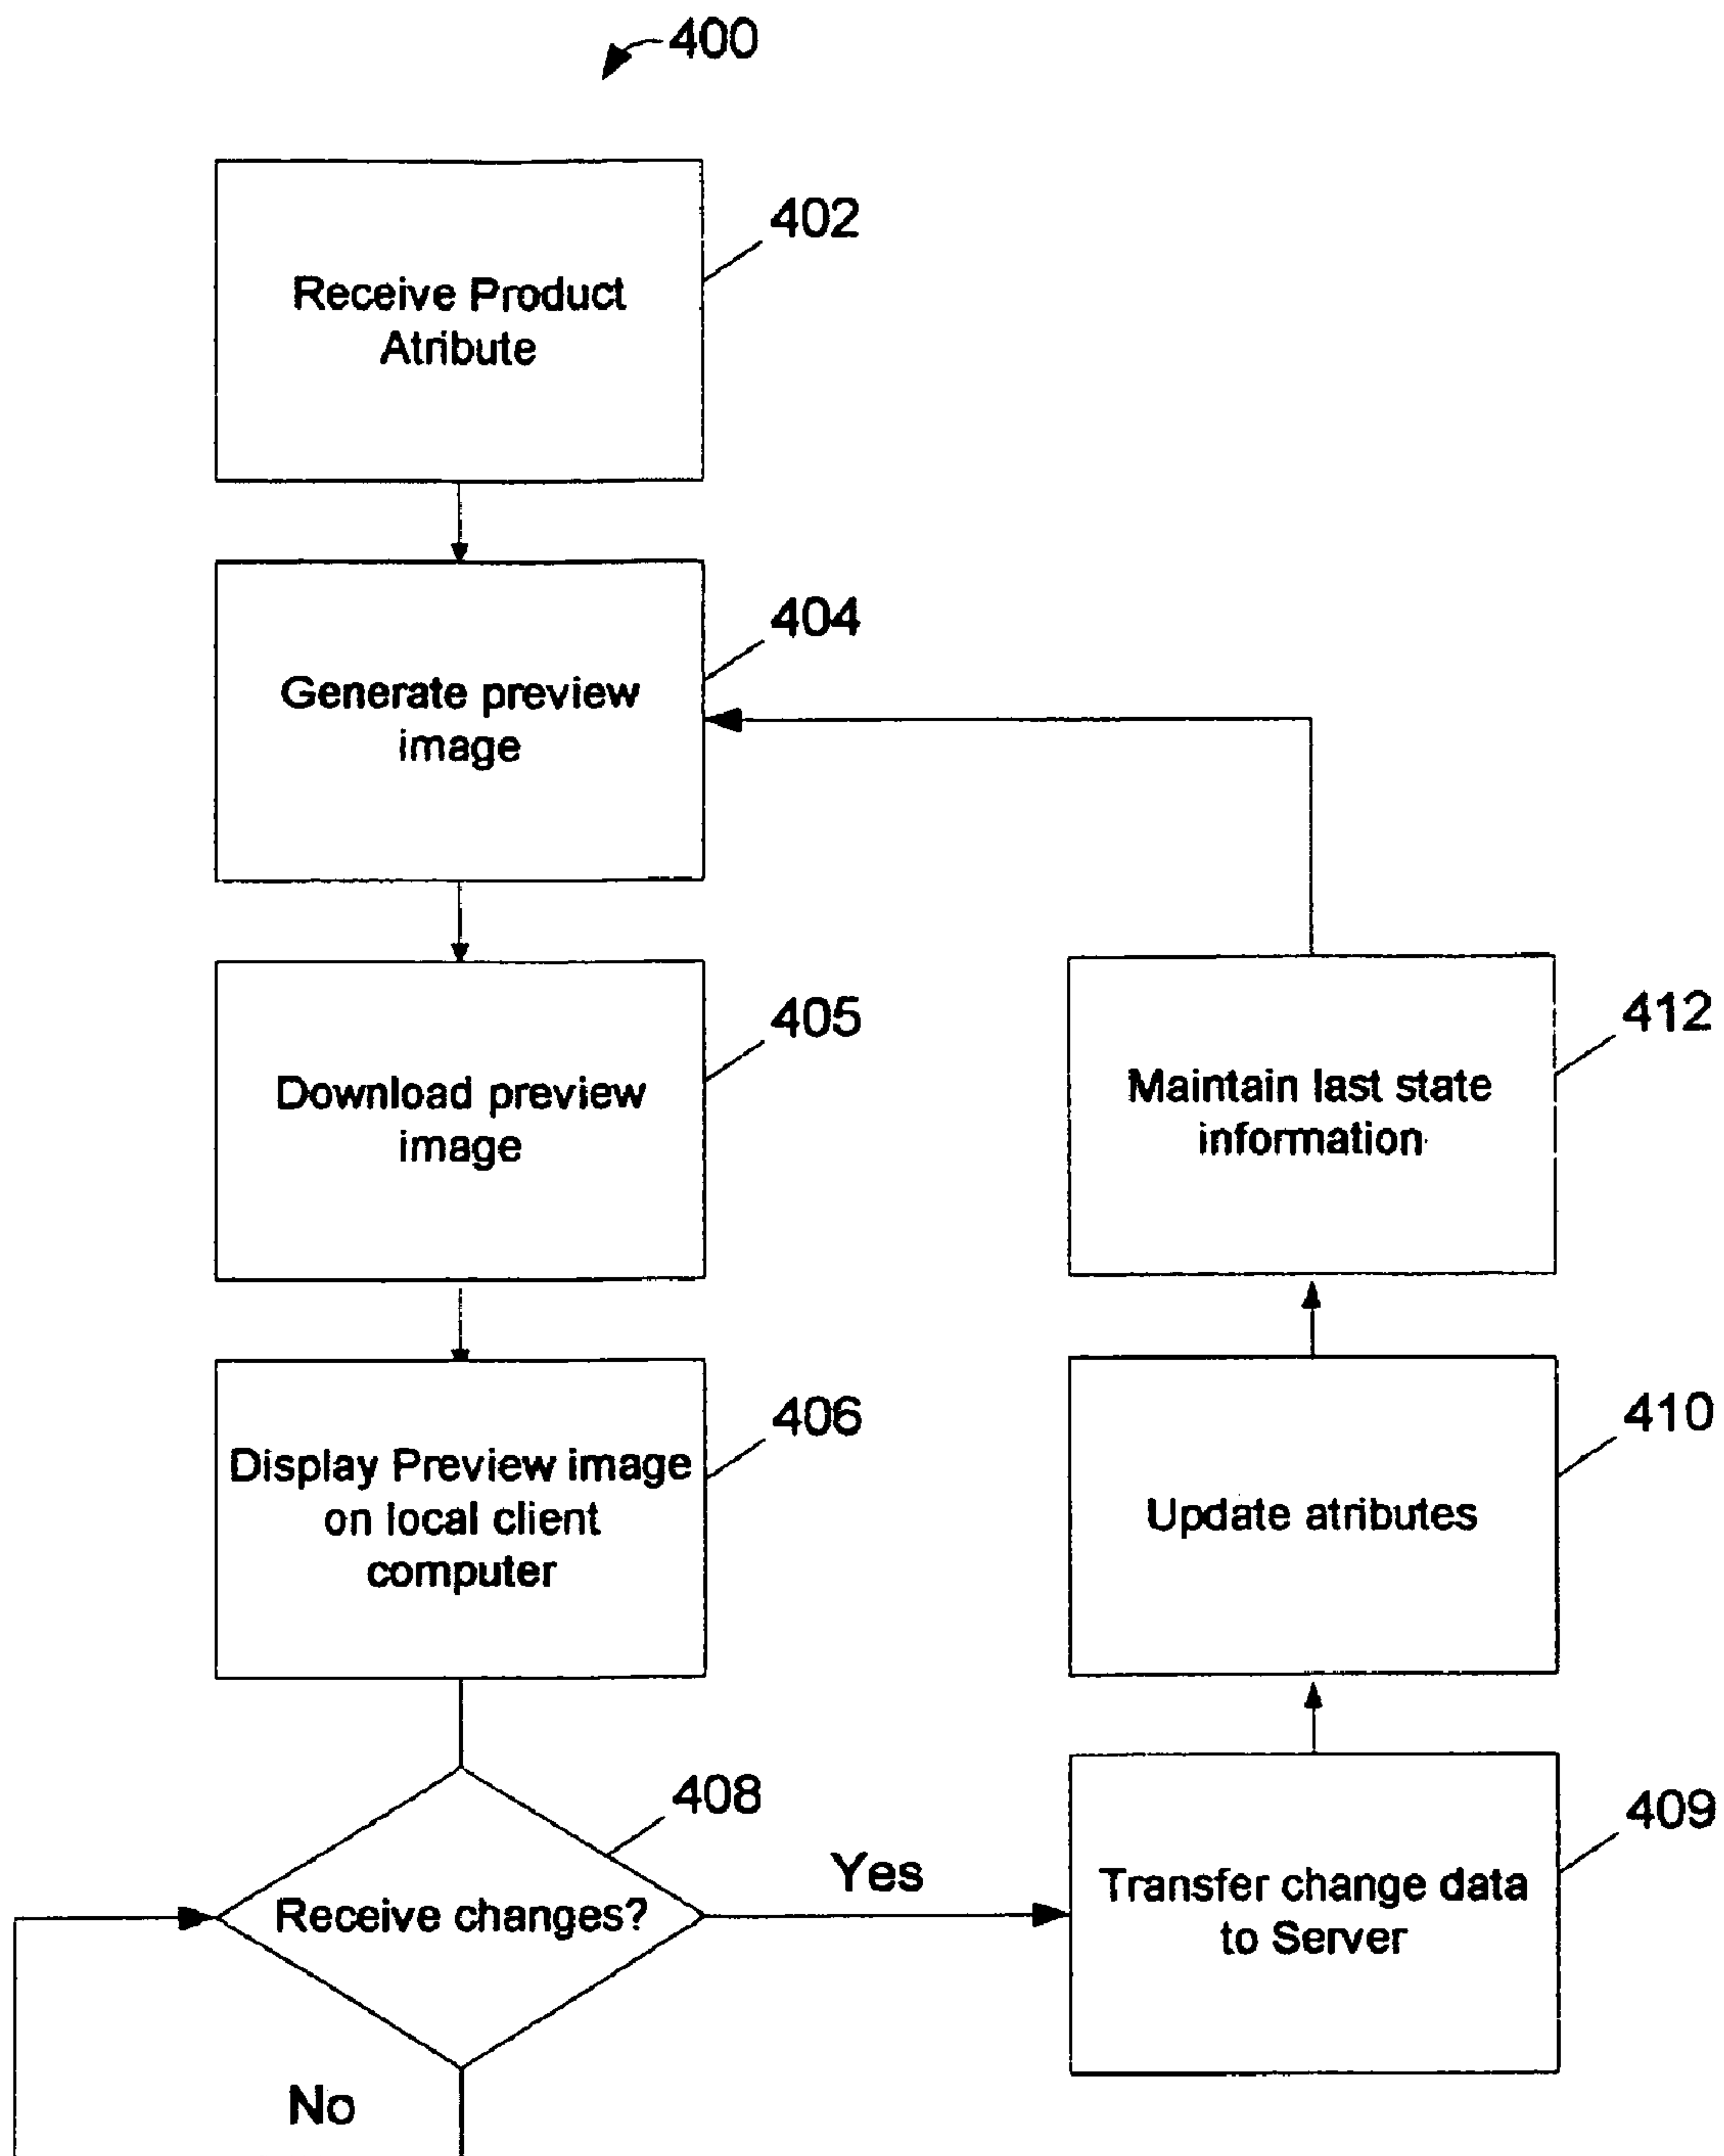 400
402
Receive Product
Atribute
404
Generate preview
image
405
Download preview
image
412
Maintain last state
information
406
Display Preview image
on local client
computer
410
Update atributes
408
Receive changes?
Yes
409
Transfer change data
to Server
No